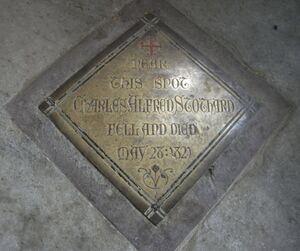 NEAR
THIS SPOT
CHARLES ALFRED STOTHARD
FELL AND DIED
MAY 28: 1821